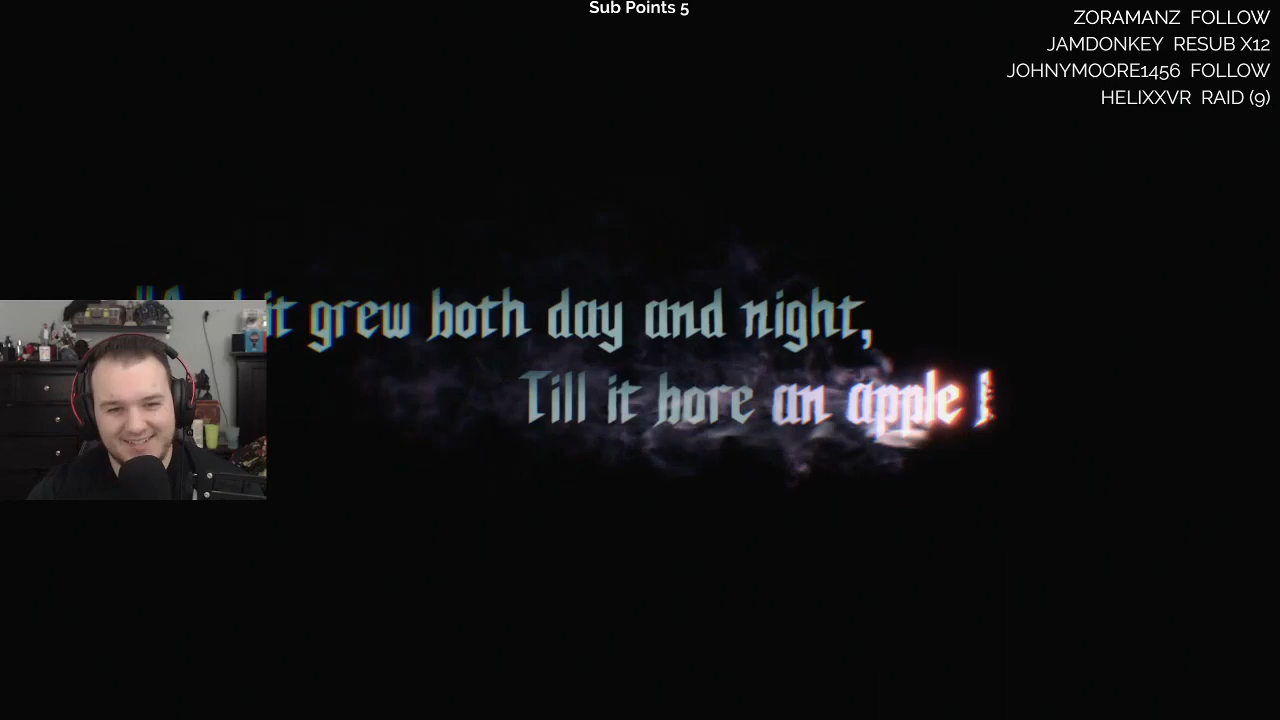 Sub Points 5
ZORAMANZ FOLLOW
JAMDONKEY RESUB X12
JOHNYMOORE1456 FOLLOW
HELIXXVR RAID (9)
it grew both day and night,
Till it bore an apple